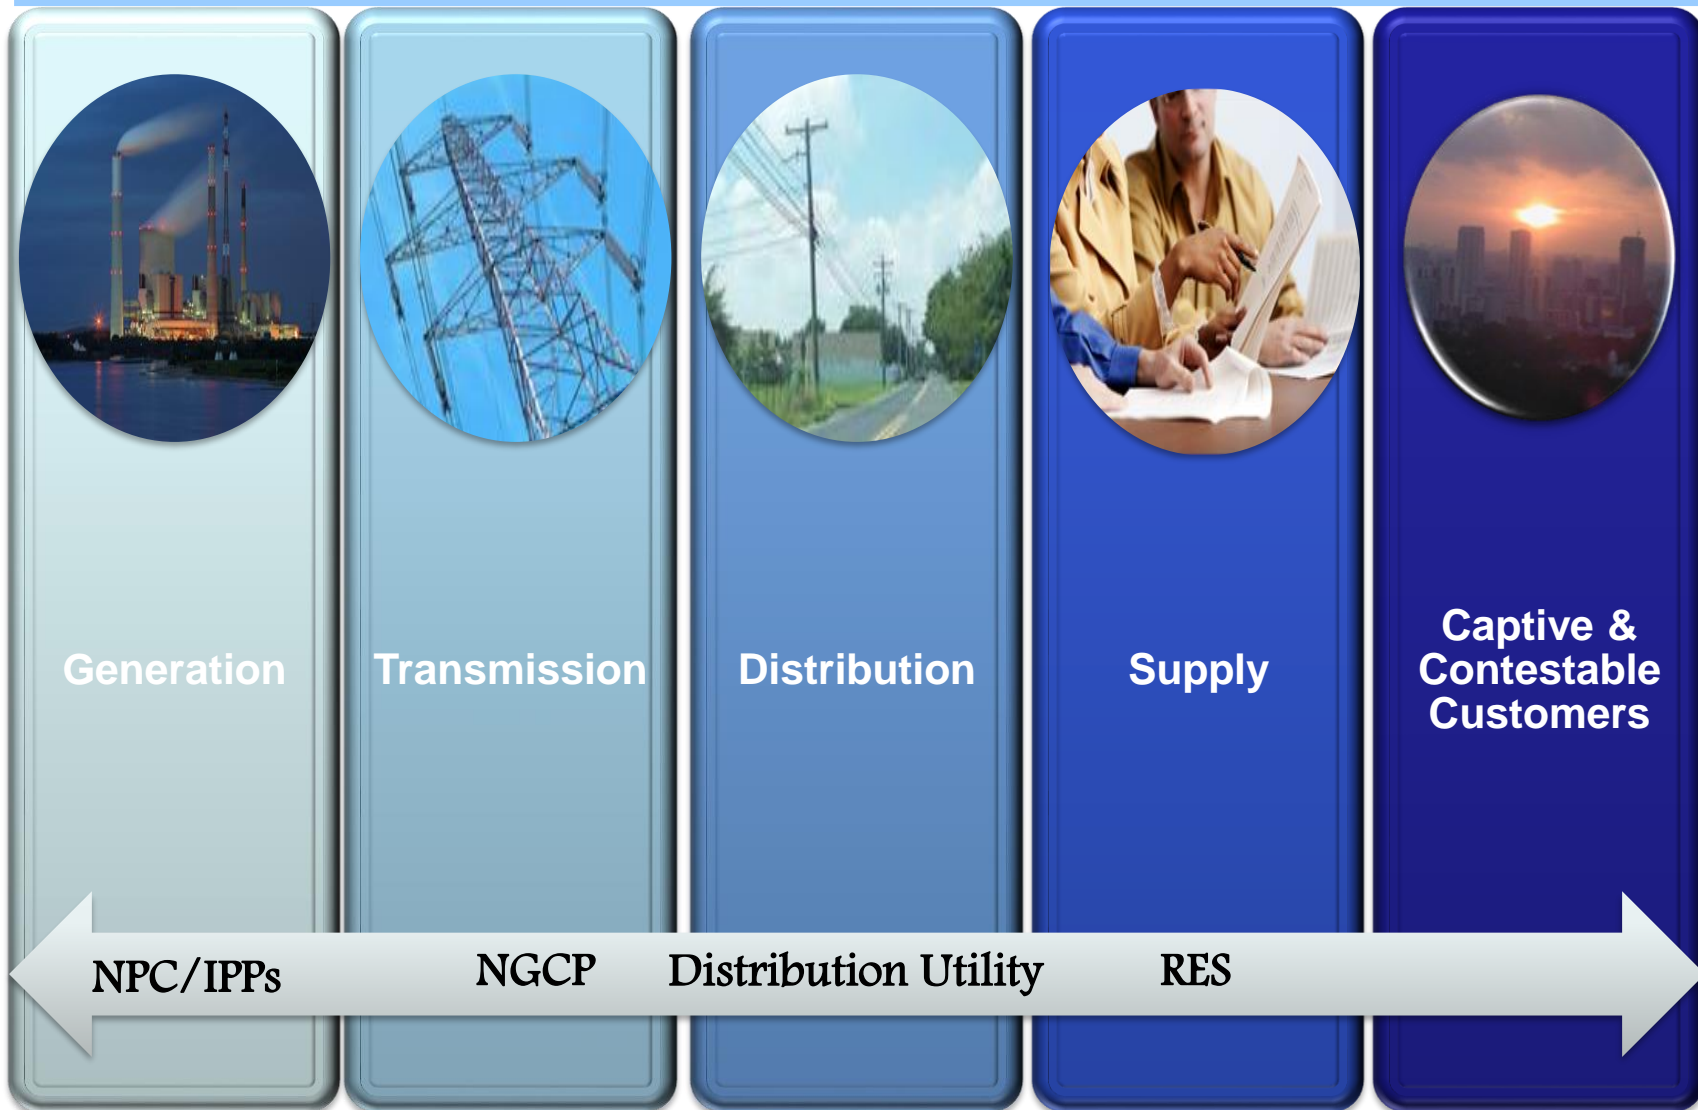 Generation
Transmission
Distribution
Supply
Captive &
Contestable
Customers
NPC/IPPs
NGCP
Distribution Utility
RES